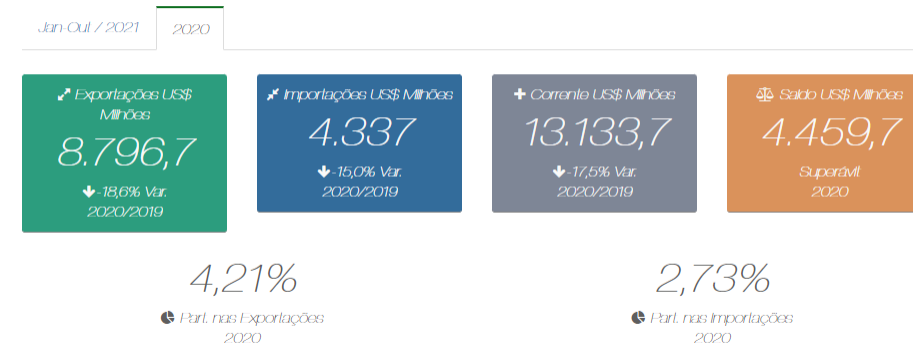 Jan-Out / 2021
2020
Exportações US$
Milhões
8.796,7
-18,6% Var.
2020/2019
Importações US$ Milhões
4.337
-15,0% Var.
2020/2019
Corrente US$ Milhões
13.133,7
-17,5% Var.
2020/2019
Saldo US$ Milhões
4.459,7
Superávit
2020
4,21%
Part. nas Exportações
2020
2,73%
Part. nas Importações
2020